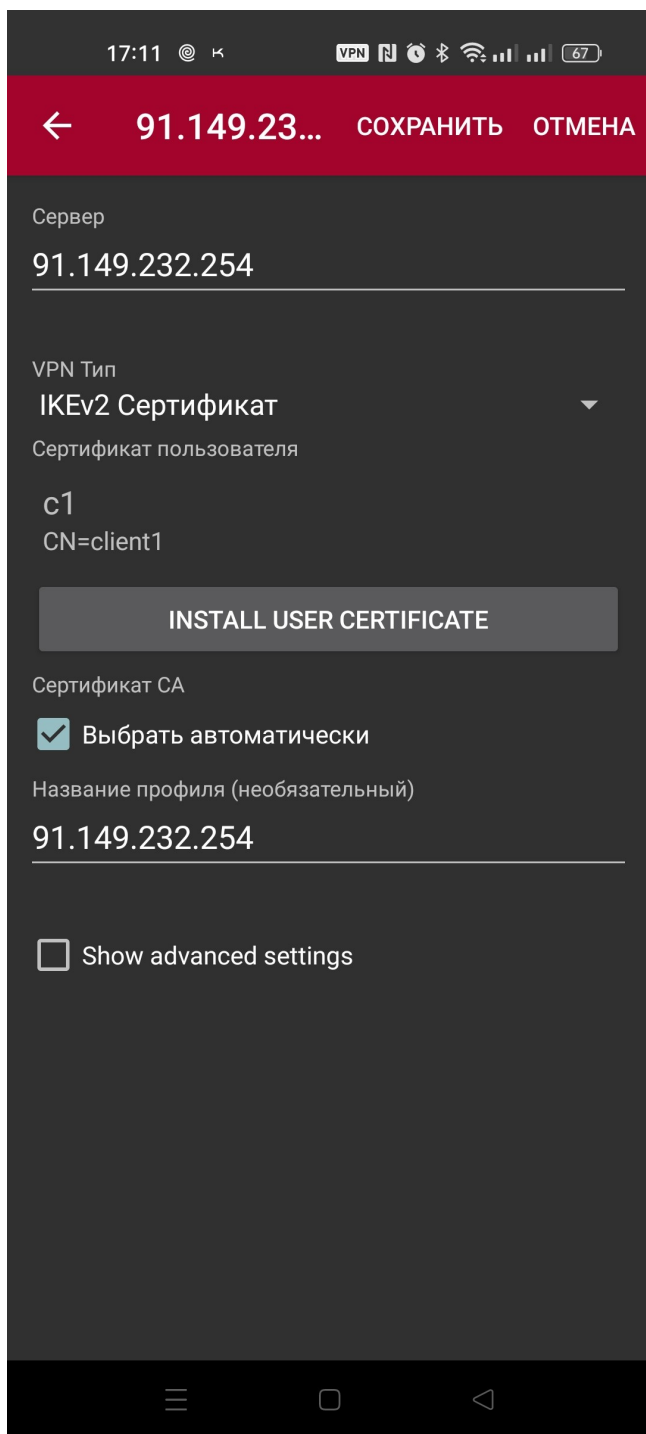 17:11 VPN 67
91.149.23... СОХРАНИТЬ ОТМЕНА
Сервер
91.149.232.254
VPN Тип
IKEv2 Сертификат
Сертификат пользователя
c1
CN=client1
INSTALL USER CERTIFICATE
Сертификат CA
Выбрать автоматически
Название профиля (необязательный)
91.149.232.254
Show advanced settings